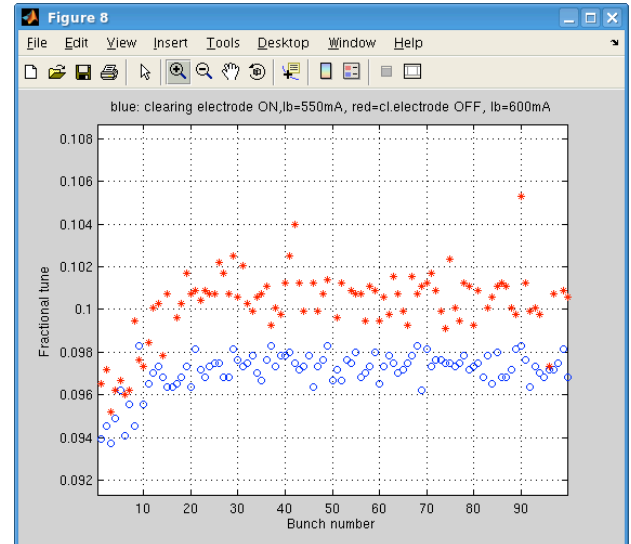 Figure 8
File Edit View Insert Tools Desktop Window Help
blue: clearing electrode ON,Ib=550mA, red=cl.electrode OFF, Ib=600mA
0.108
0.106
0.104
0.102
0.1
0.098
0.096
0.094
0.092
Fractional tune
10 20 30 40 50 60 70 80 90
Bunch number